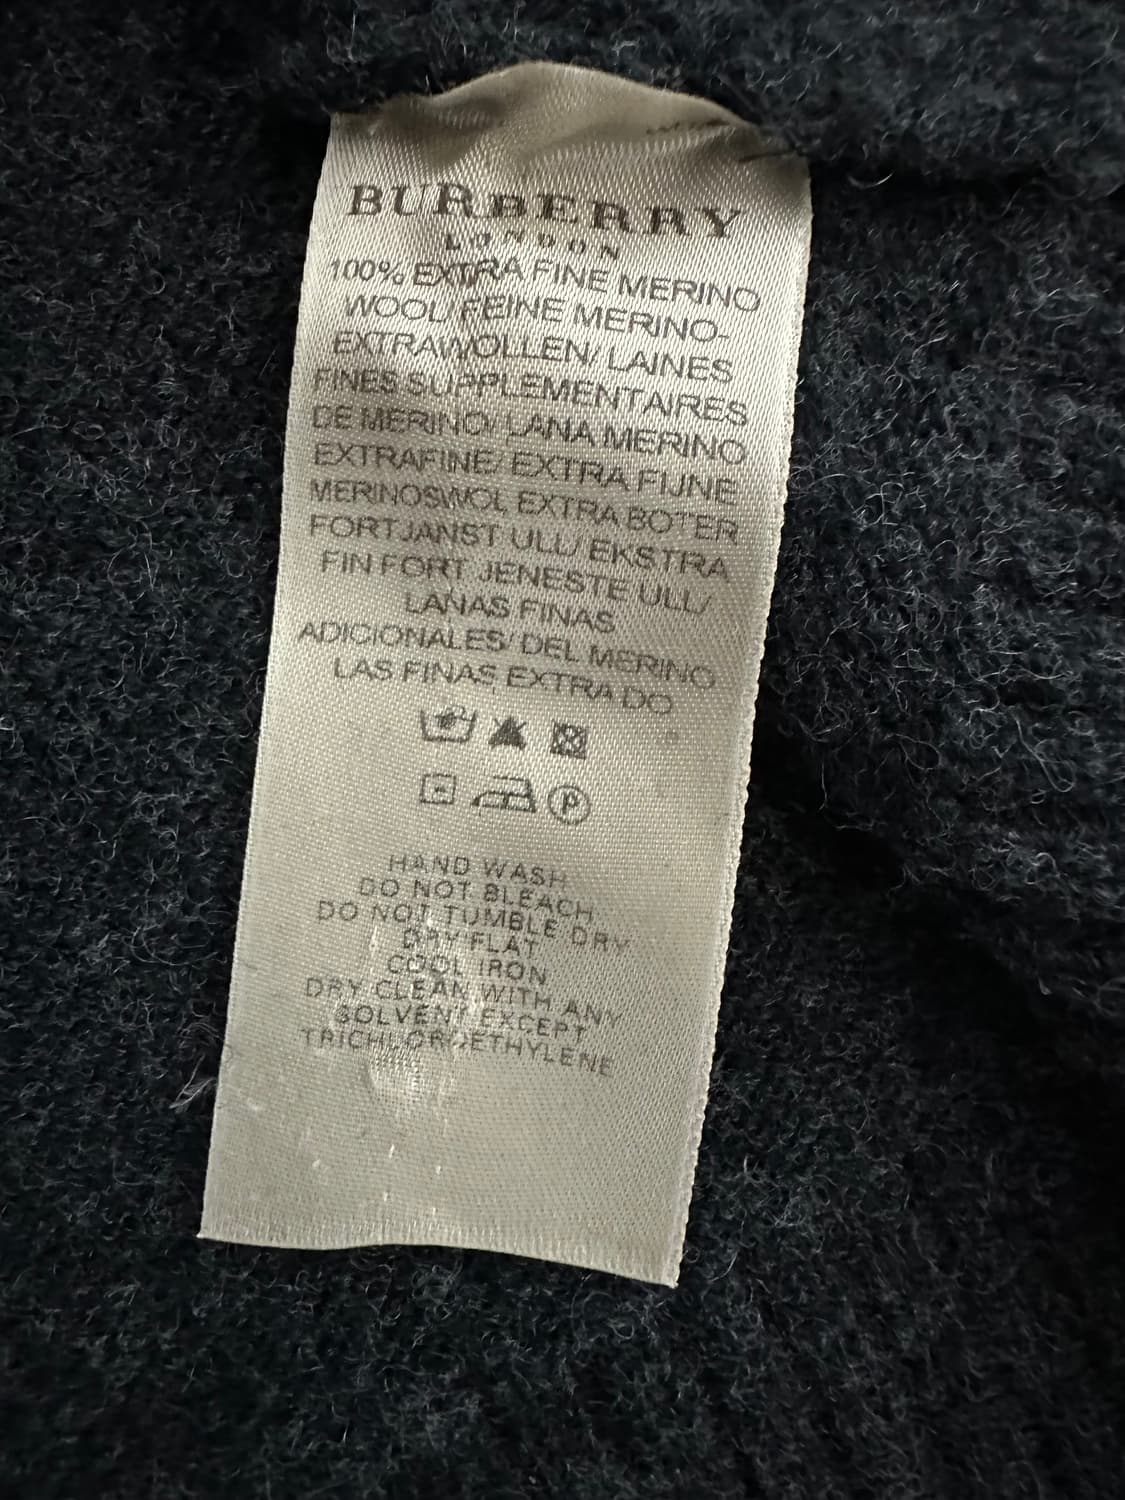 BURBERRY
LONDON
100% EXTRA FINE MERINO
WOOL/ FEINE MERINO-
EXTRAWOLLEN/ LAINES
FINES SUPPLEMENTAIRES
DE MERINO/ LANA MERINO
EXTRAFINE/ EXTRA FIJNE
MERINOSWOL EXTRA BOTER
FORTJANST ULL/ EKSTRA
FIN FORT JENESTE ULL/
LANAS FINAS
ADICIONALES/ DEL MERINO
LAS FINAS EXTRA DO
P
HAND WASH
DO NOT BLEACH
DO NOT TUMBLE DRY
DRY FLAT
COOL IRON
DRY CLEAN WITH ANY
SOLVENT EXCEPT
TRICHLOROETHYLENE